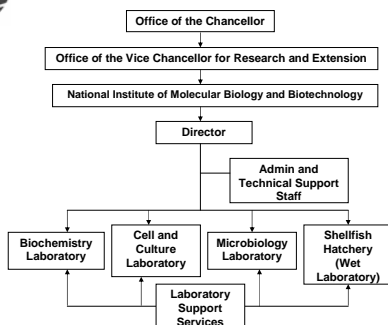 Office of the Chancellor
Office of the Vice Chancellor for Research and Extension
National Institute of Molecular Biology and Biotechnology
Director
Admin and
Technical Support
Staff
Biochemistry
Laboratory
Cell and
Culture
Laboratory
Microbiology
Laboratory
Shellfish
Hatchery
(Wet
Laboratory)
Laboratory
Support
Services